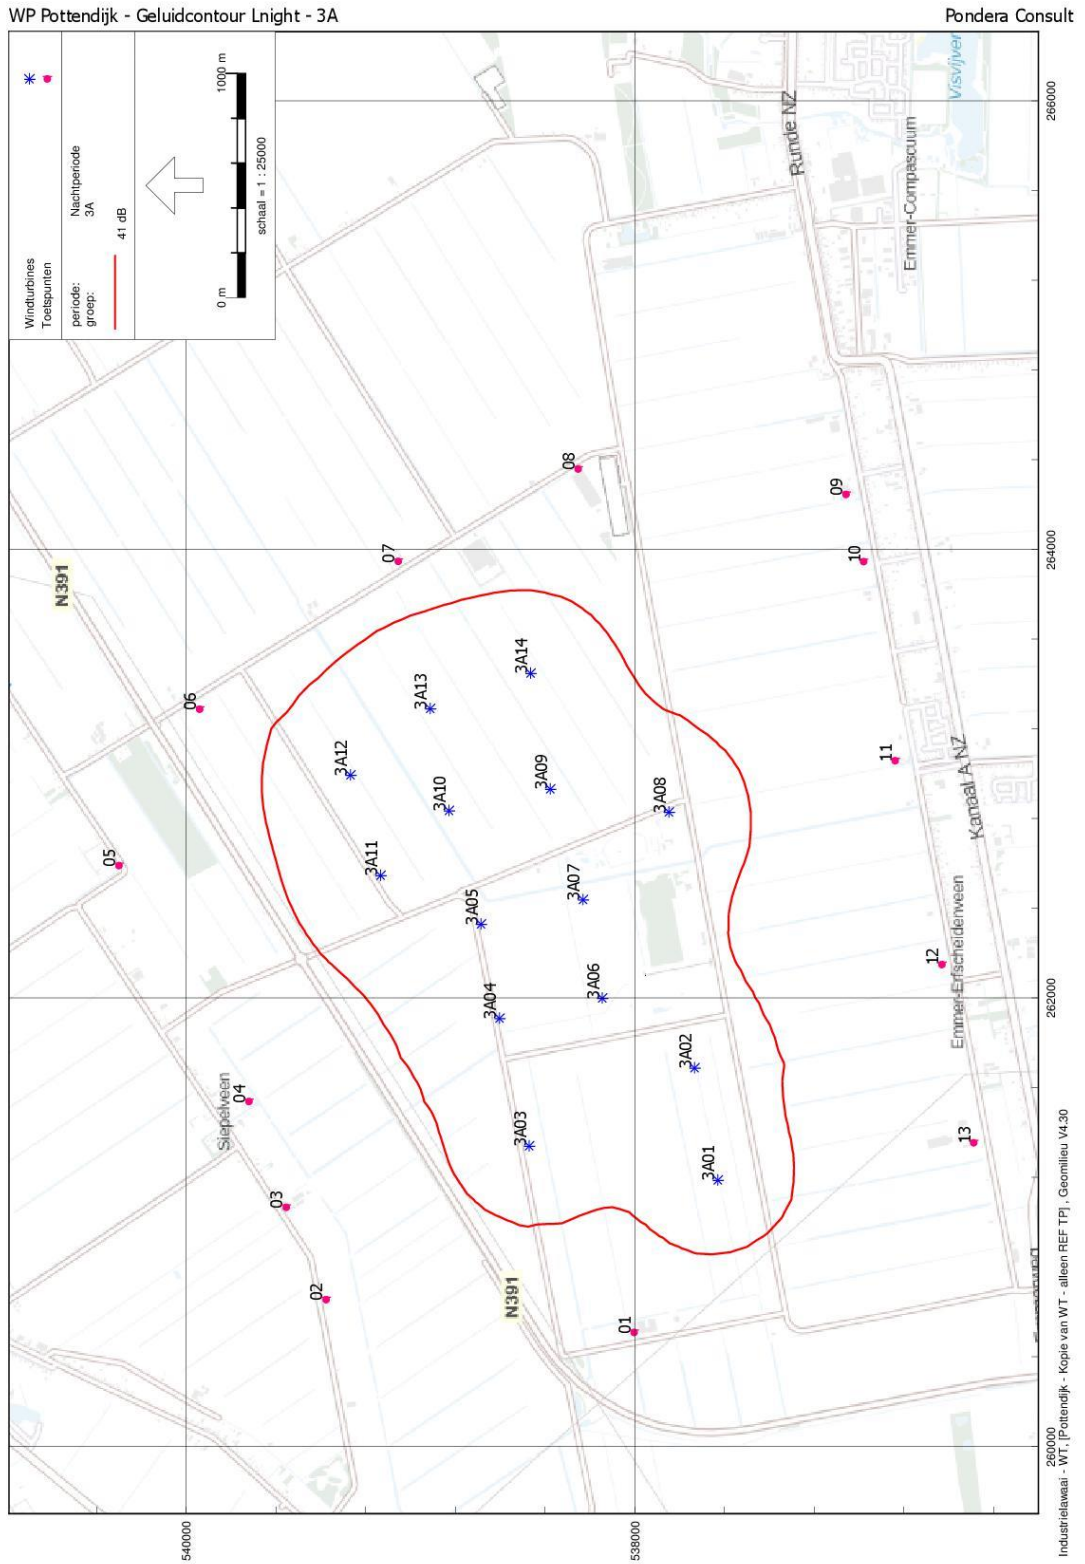 WP Pottendijk - Geluidcontour Lnight - 3A
Pondera Consult
Windturbines
Toetspunten
periode: Nachtperiode
groep: 3A
41 dB
0 m
1000 m
schaal = 1 : 25000
N391
N391
Siepelveen
Runde NZ
Emmer-Compascuum
Visvijver
Kanaal A NZ
Emmer-Erfscheidenveen
01
02
03
04
05
06
07
08
09
10
11
12
13
3A01
3A02
3A03
3A04
3A05
3A06
3A07
3A08
3A09
3A10
3A11
3A12
3A13
3A14
540000
538000
260000
262000
264000
266000
Industrielawaai - WT, [Pottendijk - Kopie van WT - alleen REF TP] , Geomilieu V4.30